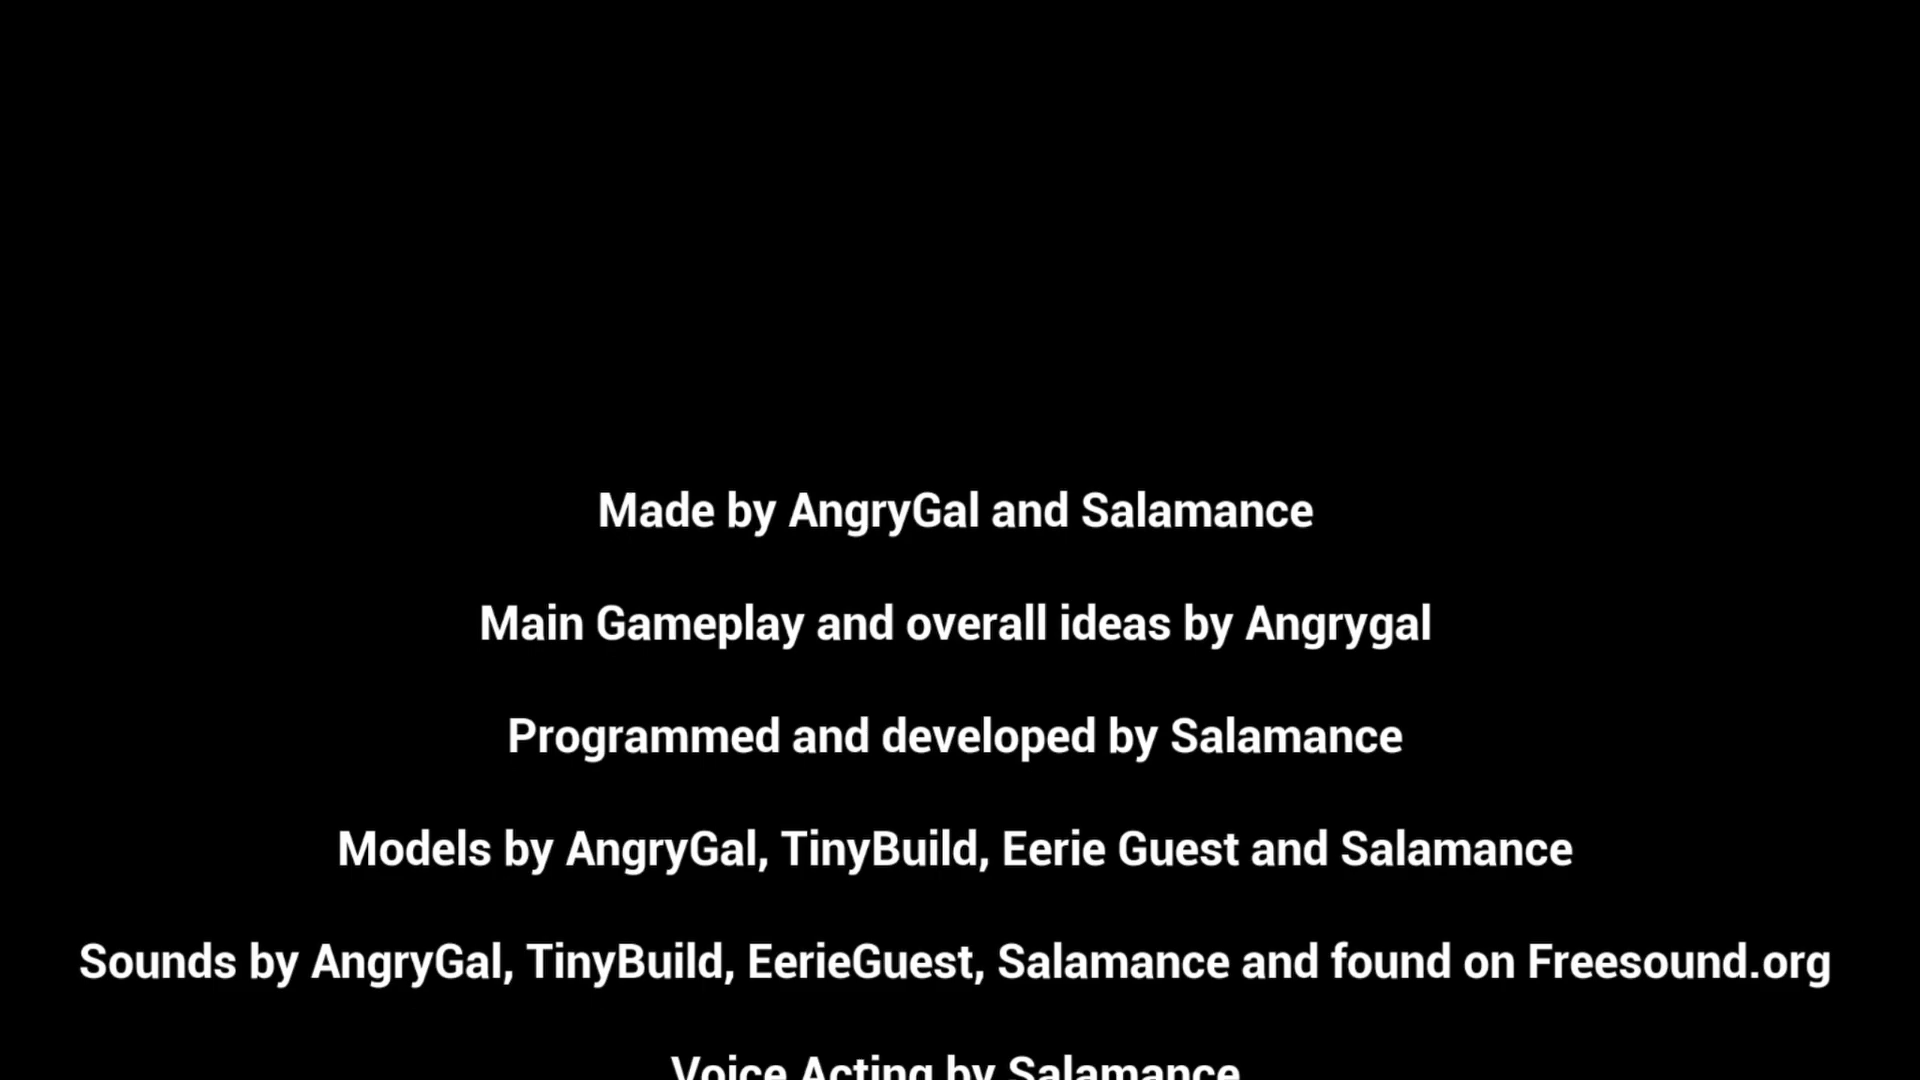 Made by AngryGal and Salamance
Main Gameplay and overall ideas by Angrygal
Programmed and developed by Salamance
Models by AngryGal, TinyBuild, Eerie Guest and Salamance
Sounds by AngryGal, TinyBuild, EerieGuest, Salamance and found on Freesound.org
Voice Acting by Salamance